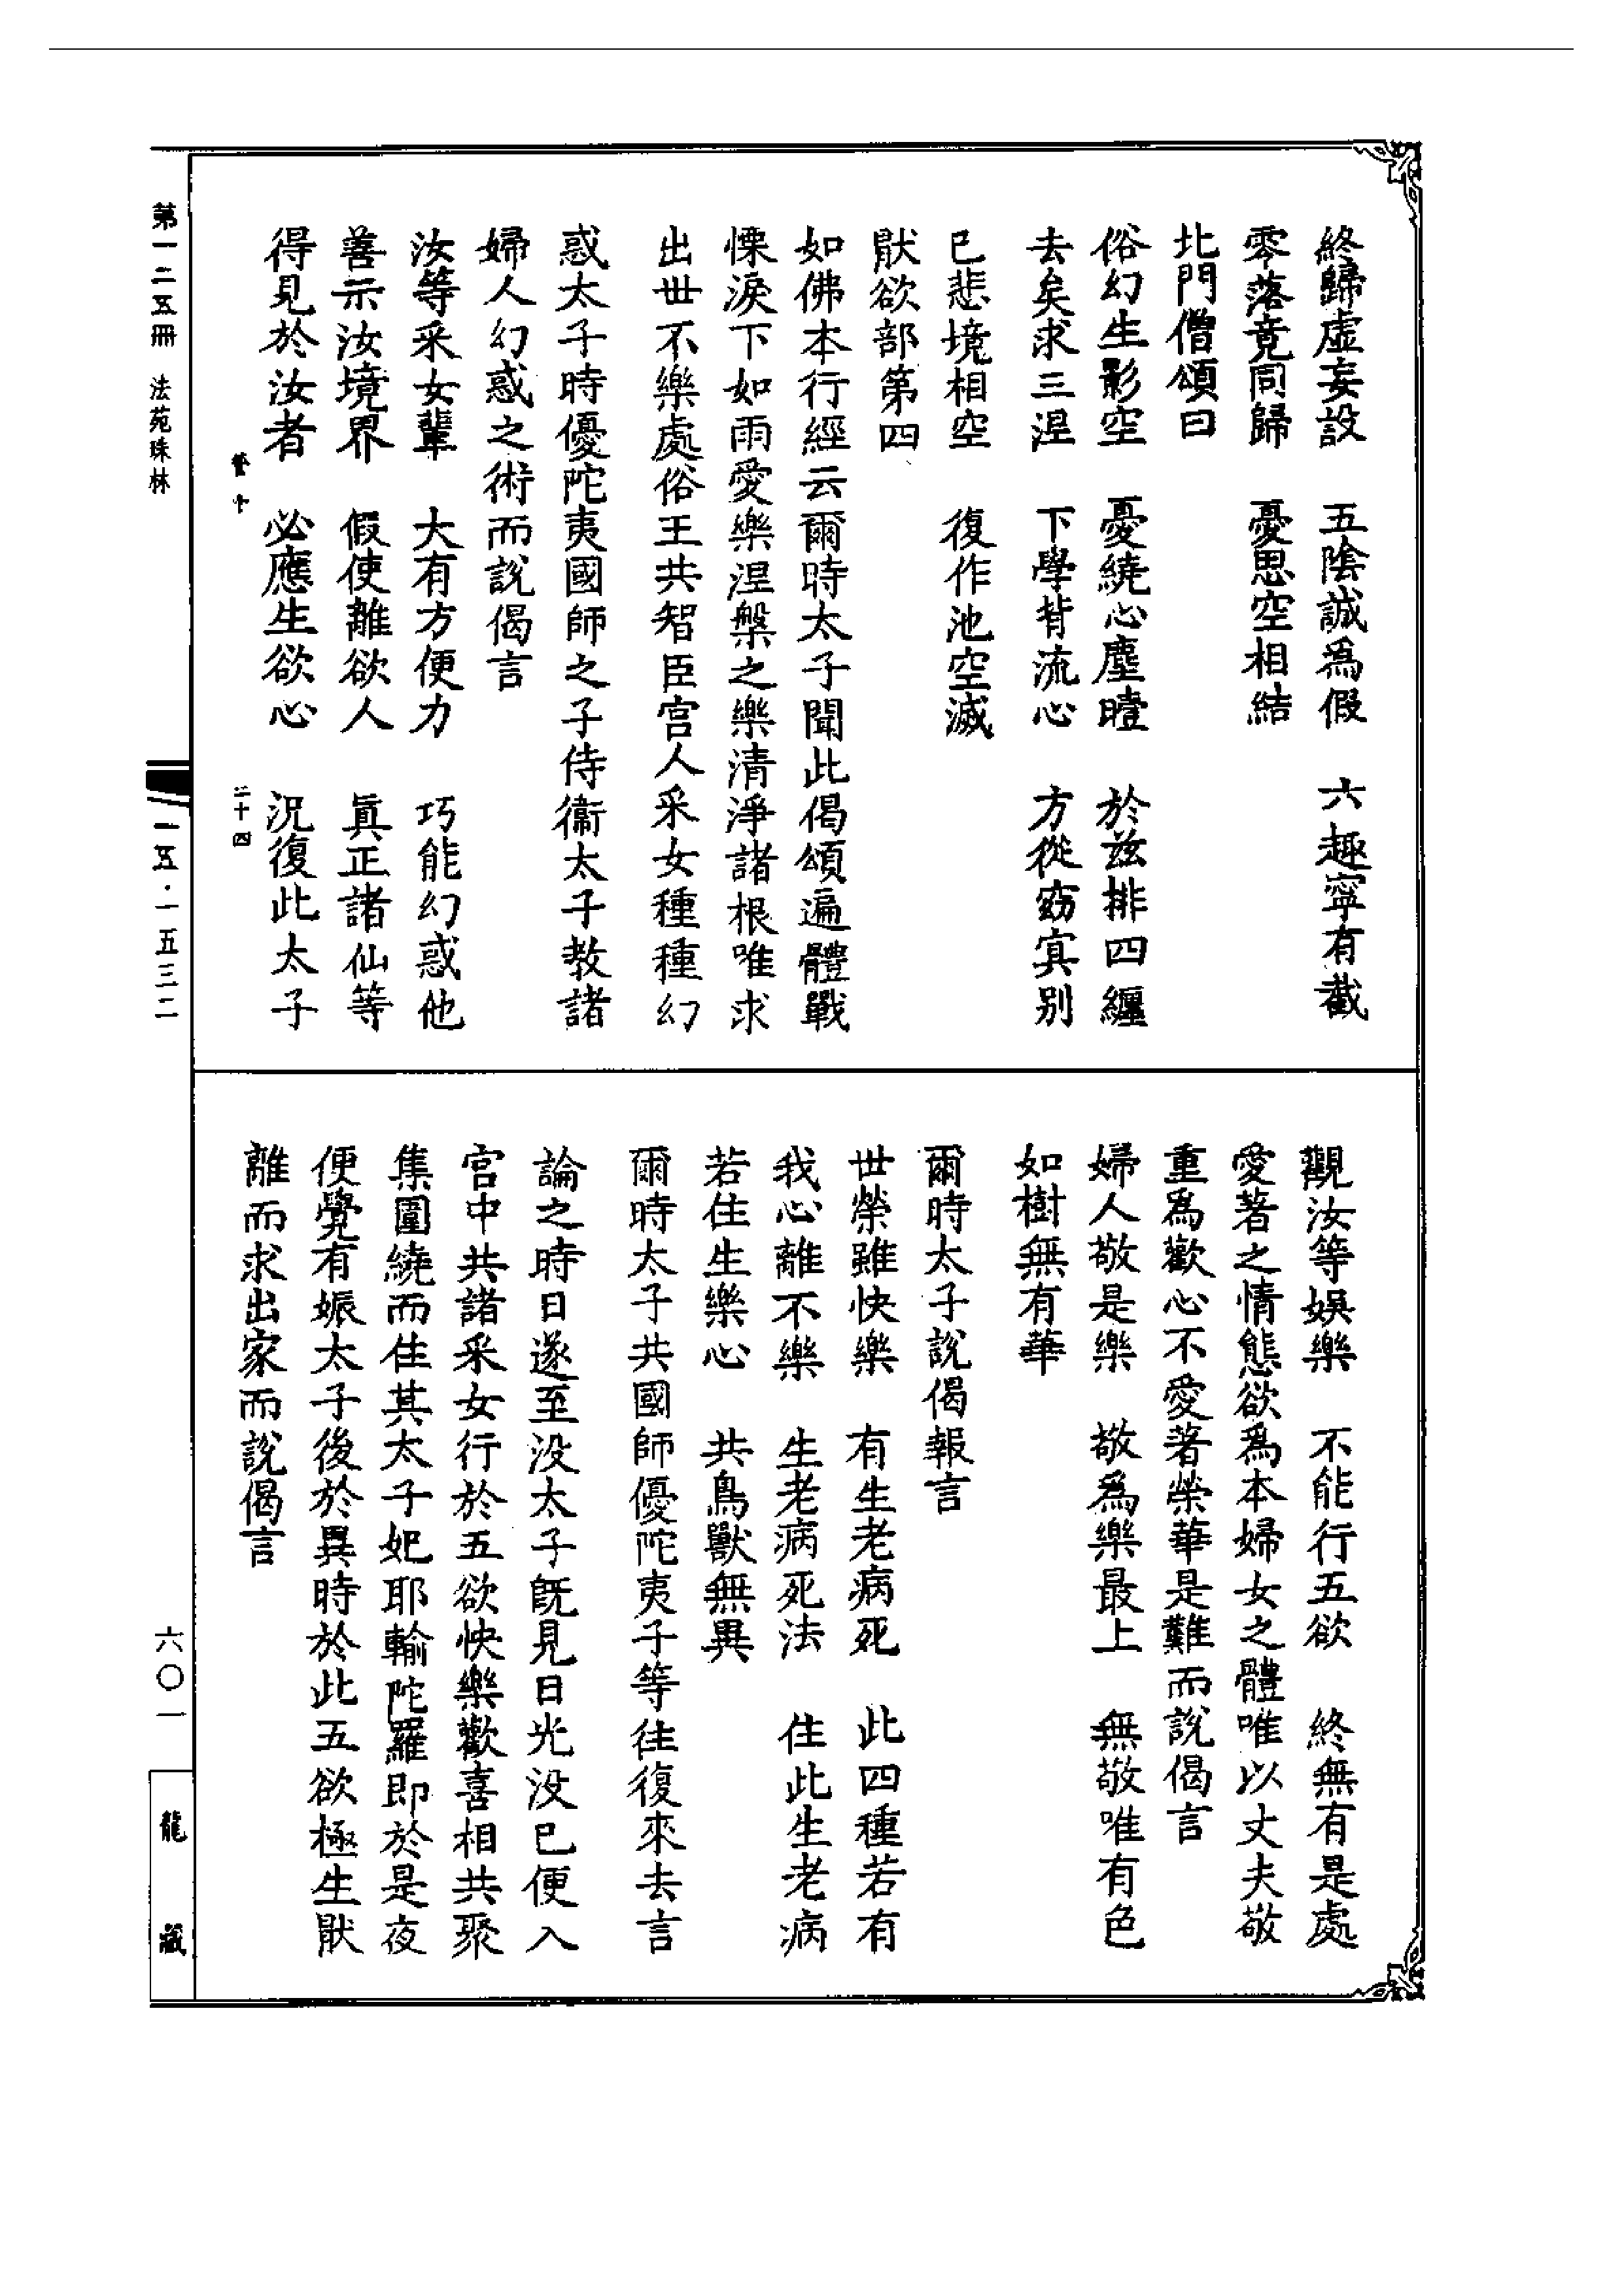 終歸虛妄設　五陰誠爲假　六趣寧有截
零落竟同歸　憂思空相結
北門僧頌曰
俗幻生影空　憂繞心塵曀　於兹排四纏
去矣求三涅　下學背流心　方從窈㝠別
已悲境相空　復作池空滅
猒欲部第四
如佛本行經云爾時太子聞此偈頌遍體戰
慄淚下如雨愛樂涅槃之樂清淨諸根唯求
出世不樂處俗王共智臣宫人采女種種幻
惑太子時優陀夷國師之子侍衞太子教諸
婦人幻惑之術而說偈言
汝等采女輩　大有方便力　巧能幻惑他
善示汝境界　假使離欲人　眞正諸仙等
得見於汝者　必應生欲心　況復此太子
觀汝等娛樂　不能行五欲　終無有是處
愛著之情態欲爲本婦女之體唯以丈夫敬
重爲歡心不愛著榮華是難而說偈言
婦人敬是樂　敬爲樂最上　無敬唯有色
如樹無有華
爾時太子說偈報言
世榮雖快樂　有生老病死　此四種若有
我心離不樂　生老病死法　住此生老病
若住生樂心　共鳥獸無異
爾時太子共國師優陀夷子等往復來去言
論之時日遂至没太子旣見日光没已便入
宮中共諸采女行於五欲快樂歡喜相共聚
集圍繞而住其太子妃耶輸陀羅即於是夜
便覺有娠太子後於異時於此五欲極生猒
離而求出家而說偈言
二十四
第一二五冊　法苑珠林
一五·一五三二
六〇一
龍藏